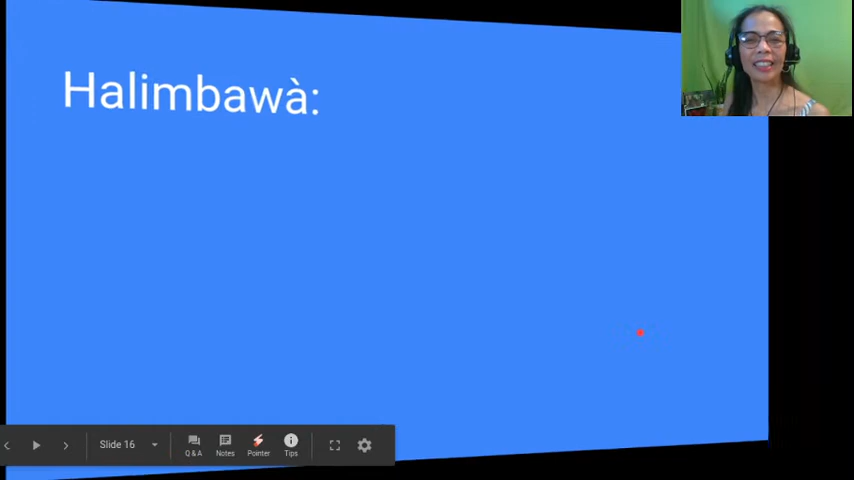 Halimbawà:
Slide 16
Q & A
Notes
Pointer
Tips